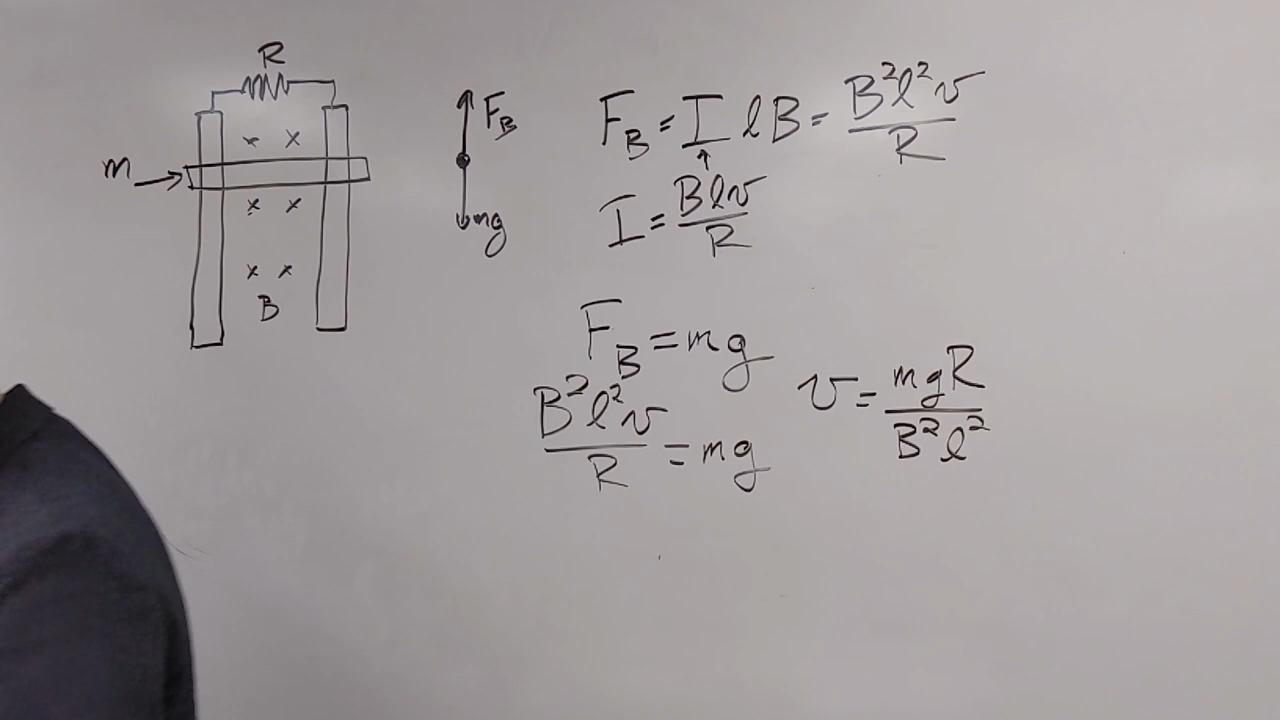 R
m
x x
x x
x x
B
F_B
mg
F_B = I l B = B²l²v / R
↑
I = Blv / R
F_B = mg
B²l²v / R = mg
v = mgR / B²l²